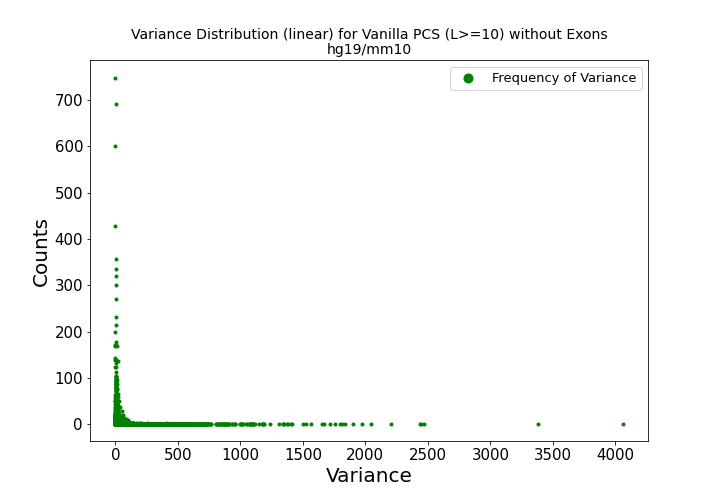 Variance Distribution (linear) for Vanilla PCS (L>=10) without Exons
hg19/mm10
Frequency of Variance
700
600
500
400
300
200
100
0
Counts
0 500 1000 1500 2000 2500 3000 3500 4000
Variance